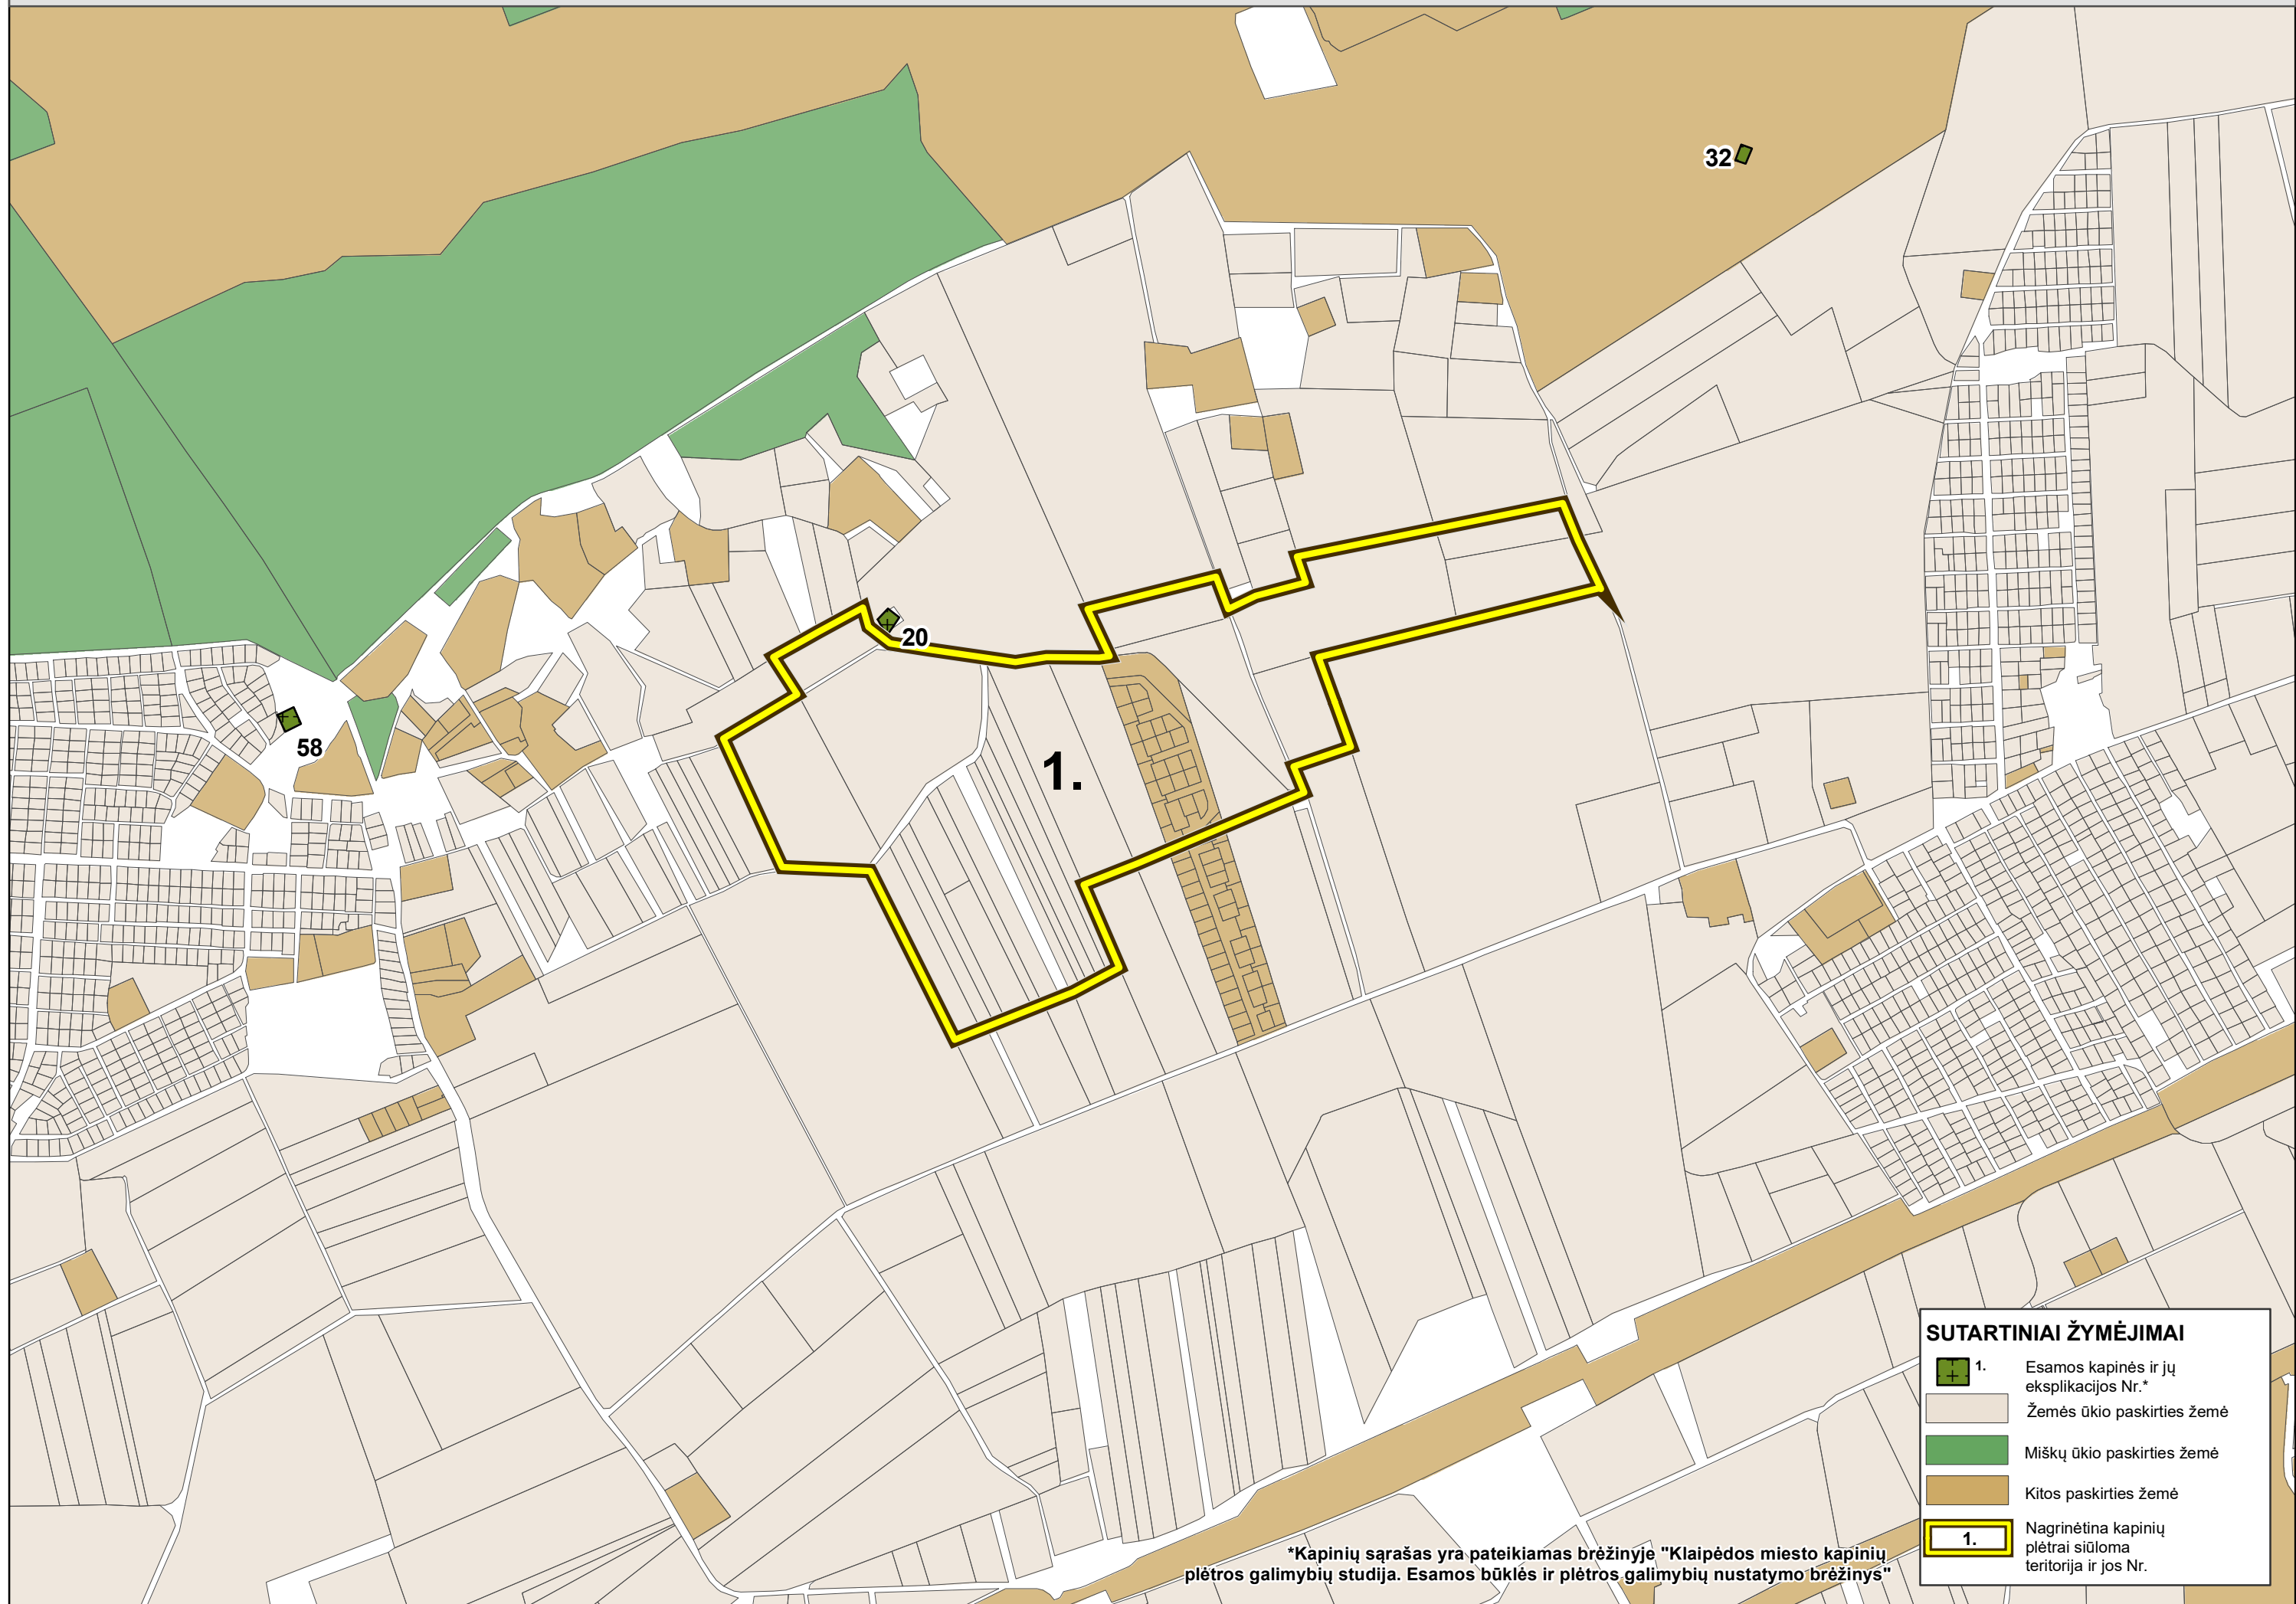 32
20
58
1.
SUTARTINIAI ŽYMĖJIMAI
1.
Esamos kapinės ir jų
eksplikacijos Nr.*
Žemės ūkio paskirties žemė
Miškų ūkio paskirties žemė
Kitos paskirties žemė
1.
Nagrinėtina kapinių
plėtrai siūloma
teritorija ir jos Nr.
*Kapinių sąrašas yra pateikiamas brėžinyje "Klaipėdos miesto kapinių
plėtros galimybių studija. Esamos būklės ir plėtros galimybių nustatymo brėžinys"